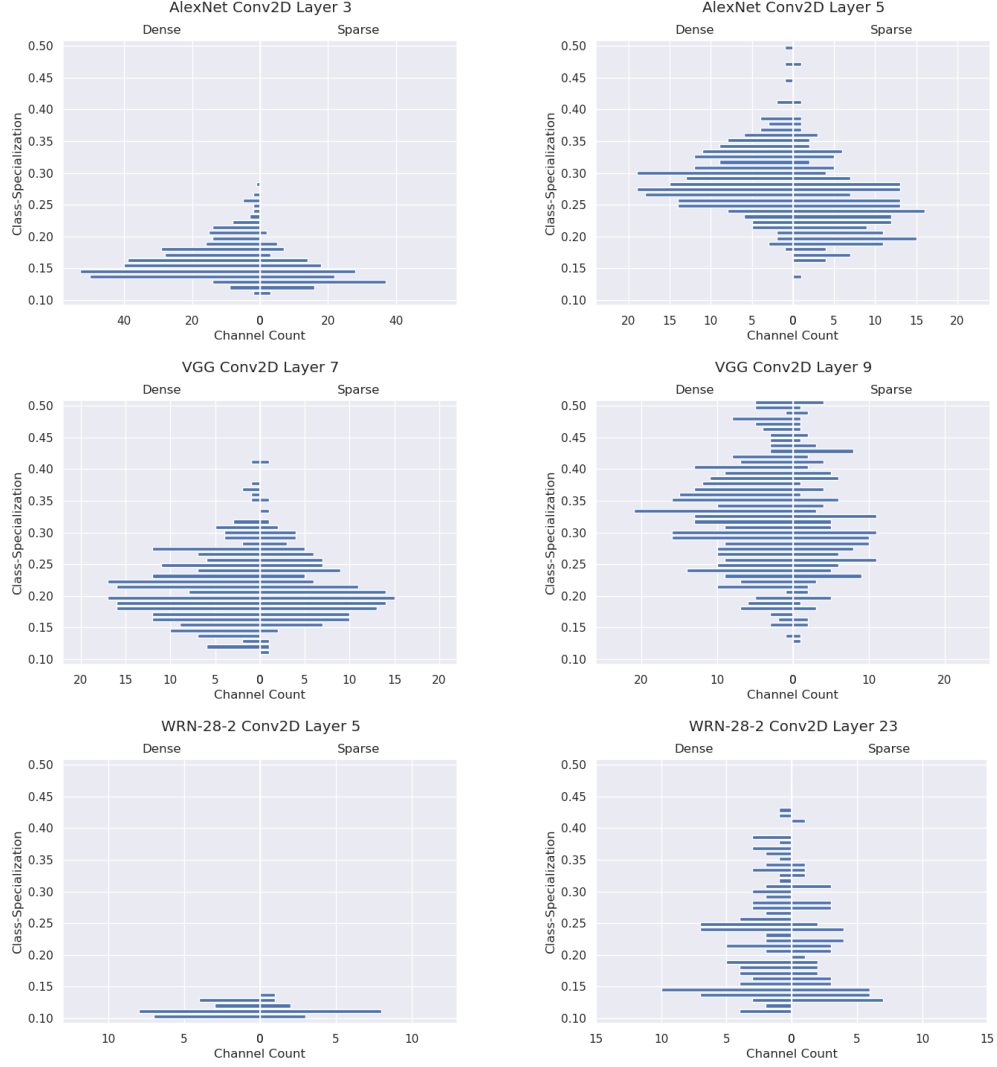 AlexNet Conv2D Layer 3
Dense Sparse
0.50
0.45
0.40
0.35
0.30
0.25
0.20
0.15
0.10
Class-Specialization
40 20 0 0 20 40
Channel Count
AlexNet Conv2D Layer 5
Dense Sparse
0.50
0.45
0.40
0.35
0.30
0.25
0.20
0.15
0.10
Class-Specialization
20 15 10 5 0 0 5 10 15 20
Channel Count
VGG Conv2D Layer 7
Dense Sparse
0.50
0.45
0.40
0.35
0.30
0.25
0.20
0.15
0.10
Class-Specialization
20 15 10 5 0 0 5 10 15 20
Channel Count
VGG Conv2D Layer 9
Dense Sparse
0.50
0.45
0.40
0.35
0.30
0.25
0.20
0.15
0.10
Class-Specialization
20 10 0 0 10 20
Channel Count
WRN-28-2 Conv2D Layer 5
Dense Sparse
0.50
0.45
0.40
0.35
0.30
0.25
0.20
0.15
0.10
Class-Specialization
10 5 0 0 5 10
Channel Count
WRN-28-2 Conv2D Layer 23
Dense Sparse
0.50
0.45
0.40
0.35
0.30
0.25
0.20
0.15
0.10
Class-Specialization
15 10 5 0 0 5 10 15
Channel Count